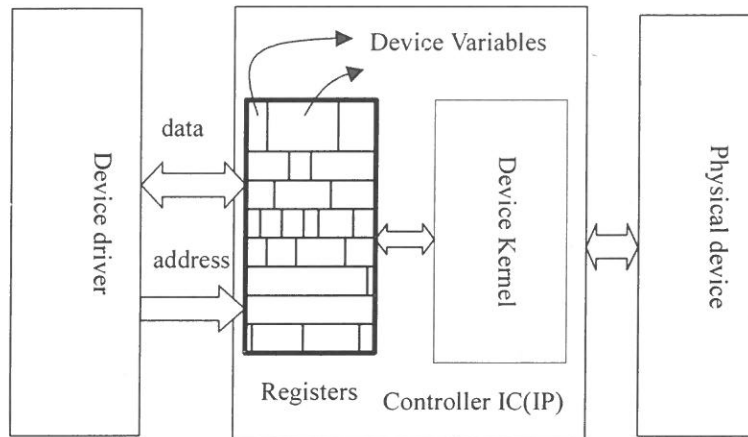 Device Variables
data
address
Device driver
Registers
Device Kernel
Controller IC(IP)
Physical device